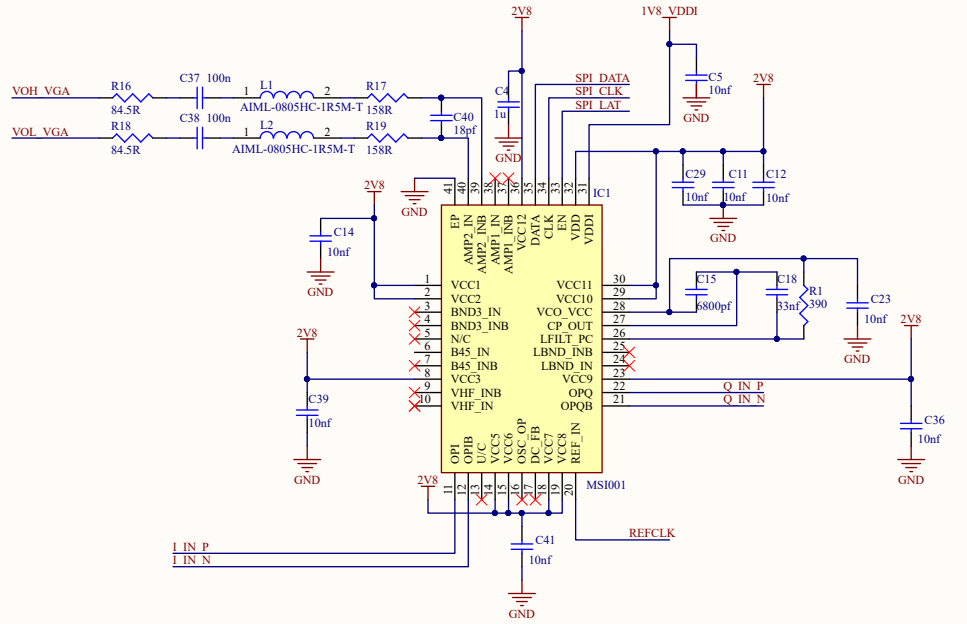 2V8
1V8_VDDI
VOH_VGA
R16
84.5R
C37 100n
1
L1
2
AIML-0805HC-1R5M-T
R17
158R
VOL_VGA
R18
84.5R
C38 100n
1
L2
2
AIML-0805HC-1R5M-T
R19
158R
C40
18pf
C4
1u
GND
SPI_DATA
SPI_CLK
SPI_LAT
C5
10nf
GND
2V8
C29
10nf
C11
10nf
C12
10nf
GND
GND
2V8
C14
10nf
GND
41 40 39 38 37 36 35 34 33 32 31
IC1
EP
AMP2_IN
AMP2_INB
AMP1_IN
AMP1_INB
VCC12
DATA
CLK
EN
VDD
VDDI
1 VCC1
2 VCC2
3 BND3_IN
4 BND3_INB
5 N/C
6 B45_IN
7 B45_INB
8 VCC3
9 VHF_INB
10 VHF_IN
VCC11 30
VCC10 29
VCO_VCC 28
CP_OUT 27
LFILT_PC 26
LBND_INB 25
LBND_IN 24
VCC9 23
OPQ 22
OPQB 21
C15
6800pf
C18
33nf
R1
390
C23
10nf
GND
2V8
C39
10nf
GND
Q_IN_P
Q_IN_N
2V8
C36
10nf
GND
OPI
OPIB
U/C
VCC5
VCC6
OSC_OP
DC_FB
VCC7
VCC8
REF_IN
11 12 13 14 15 16 17 18 19 20
MSI001
2V8
C41
10nf
GND
REFCLK
I_IN_P
I_IN_N